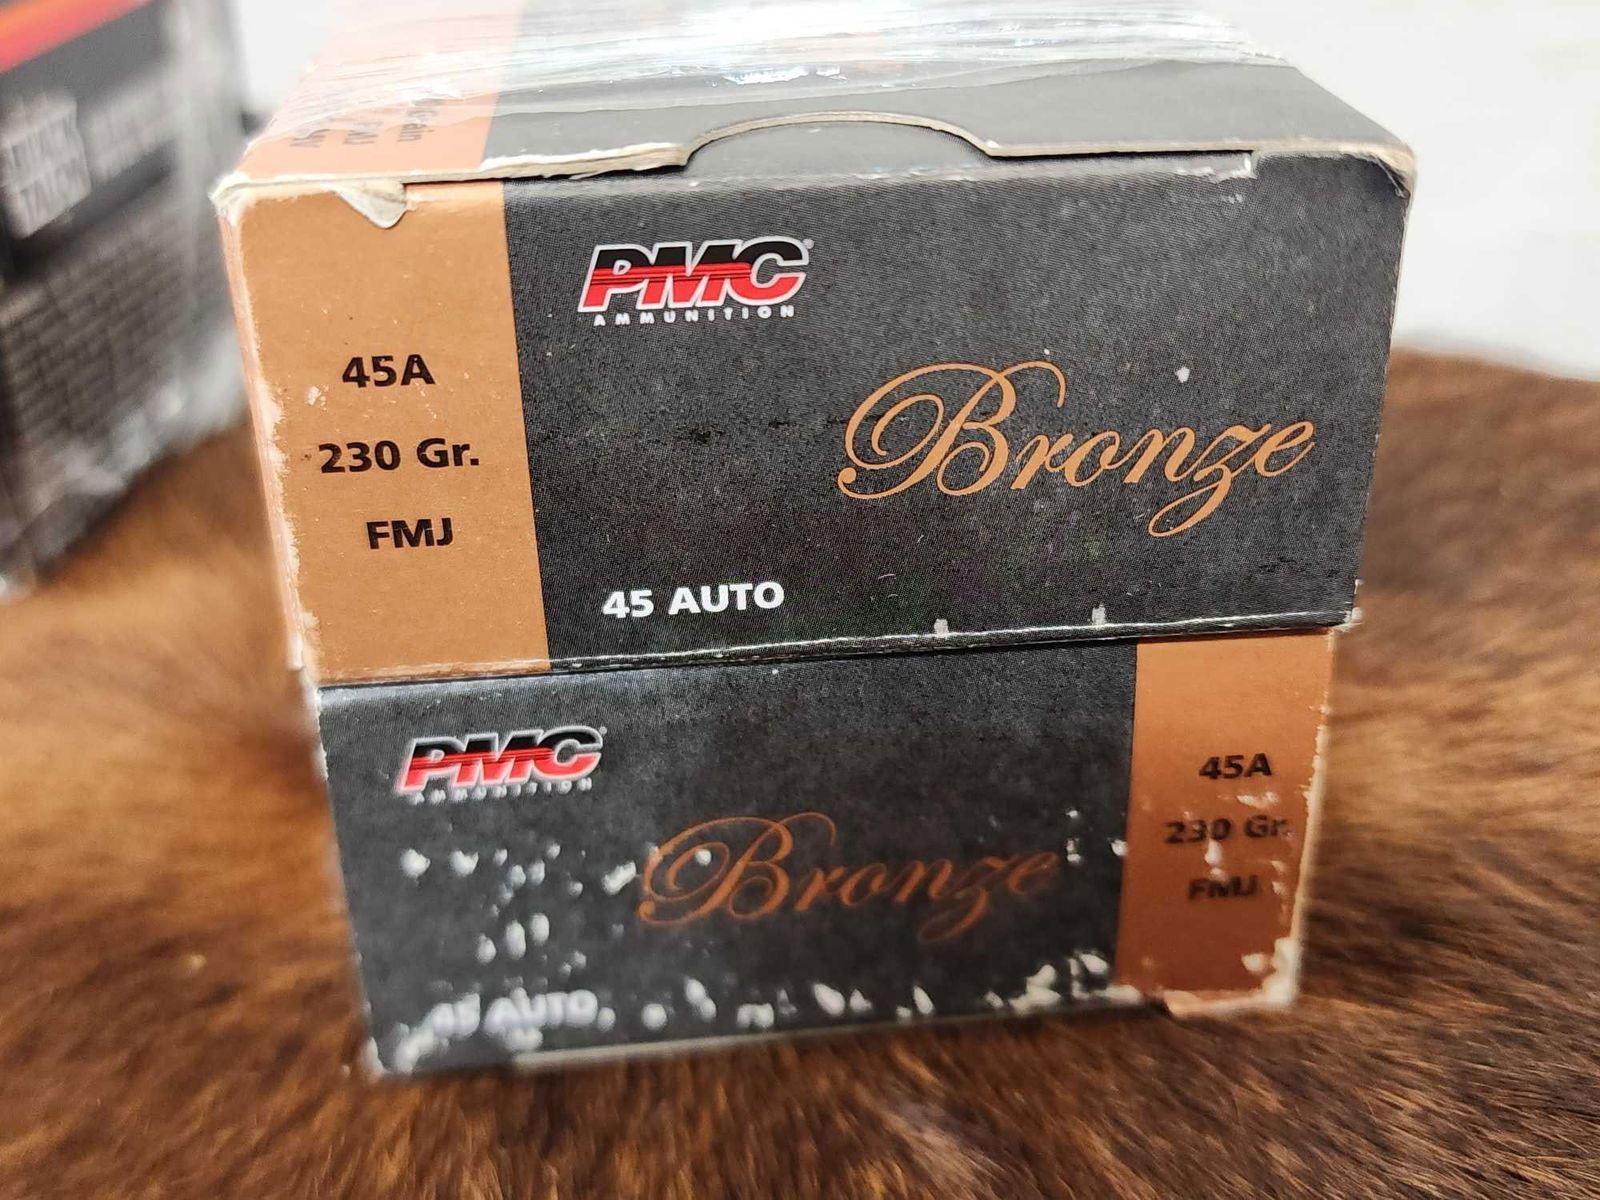 PMC
AMMUNITION
45A
230 Gr.
FMJ
Bronze
45 AUTO
PMC
AMMUNITION
45A
230 Gr.
FMJ
Bronze
45 AUTO